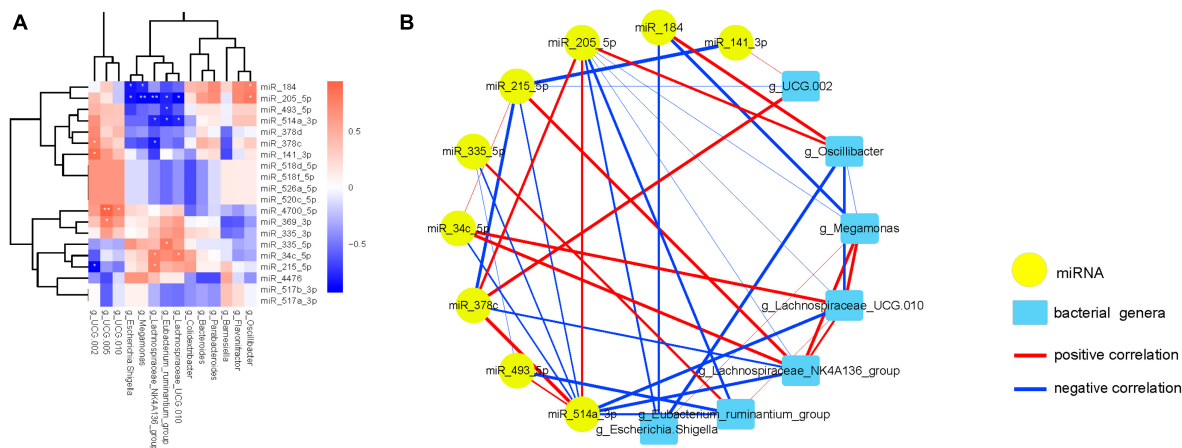 A
miR_184
miR_205_5p
miR_493_5p
miR_514a_3p
miR_378d
miR_378c
miR_141_3p
miR_518d_5p
miR_518f_5p
miR_526a_5p
miR_520c_5p
miR_4700_5p
miR_369_3p
miR_335_3p
miR_335_5p
miR_34c_5p
miR_215_5p
miR_4476
miR_517b_3p
miR_517a_3p
0.5
0
−0.5
g_UCG.002
g_UCG.005
g_UCG.010
g_Escherichia.Shigella
g_Megamonas
g_Lachnospiraceae_NK4A136_group
g_Eubacterium_ruminantium_group
g_Lachnospiraceae_UCG.010
g_Colidextribacter
g_Bacteroides
g_Parabacteroides
g_Barnesiella
g_Flavonifractor
g_Oscillibacter
B
miR_184
miR_205_5p
miR_141_3p
miR_215_5p
g_UCG.002
miR_335_5p
g_Oscillibacter
miR_34c_5p
g_Megamonas
miR_378c
g_Lachnospiraceae_UCG.010
miR_493_5p
g_Lachnospiraceae_NK4A136_group
miR_514a_3p
g_Eubacterium_ruminantium_group
g_Escherichia.Shigella
miRNA
bacterial genera
positive correlation
negative correlation